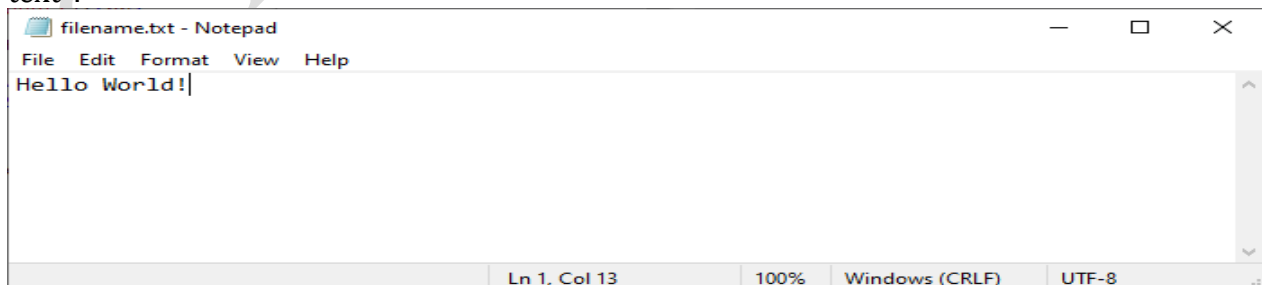 filename.txt - Notepad
File Edit Format View Help
Hello World!
Ln 1, Col 13 100% Windows (CRLF) UTF-8